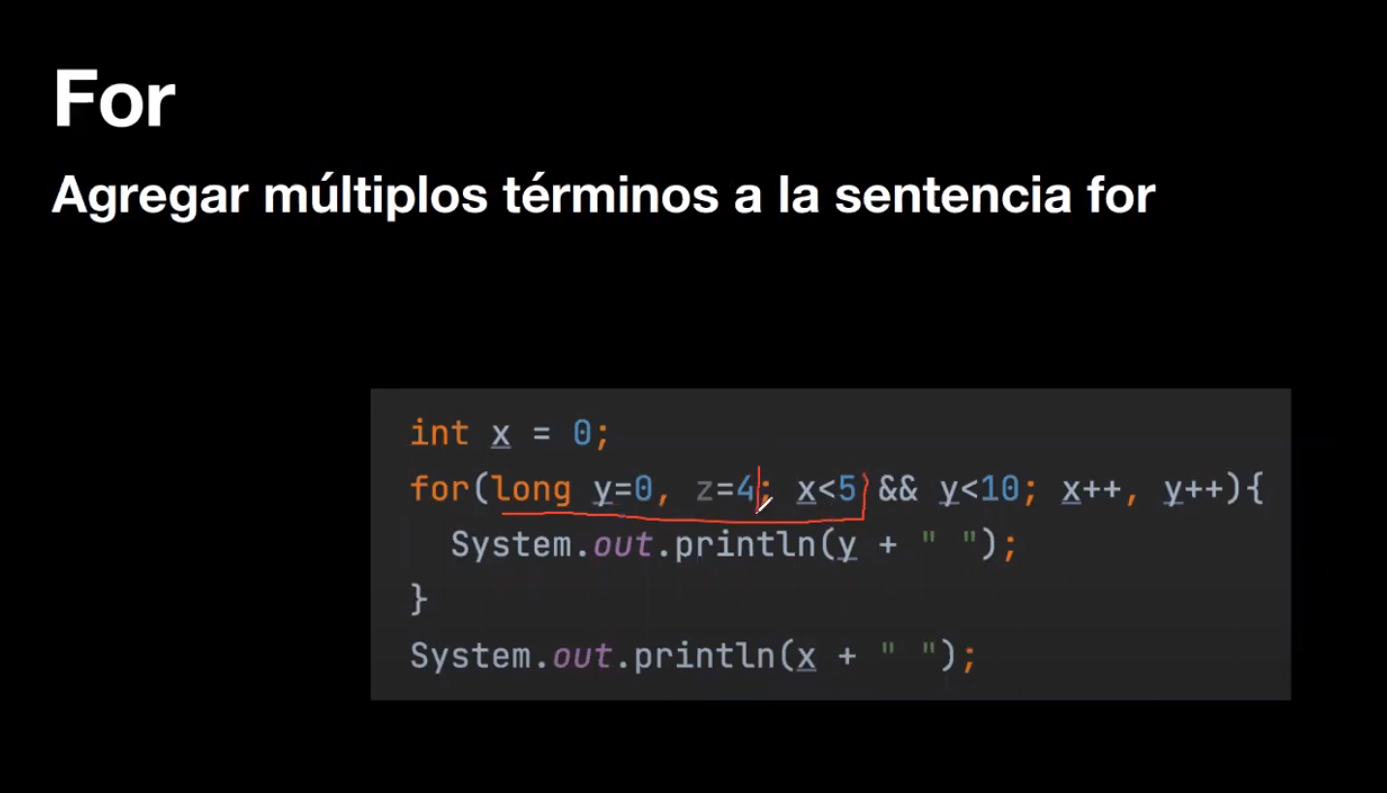 For
Agregar múltiplos términos a la sentencia for
int x = 0;
for(long y=0, z=4; x<5 && y<10; x++, y++){
System.out.println(y + " ");
}
System.out.println(x + " ");